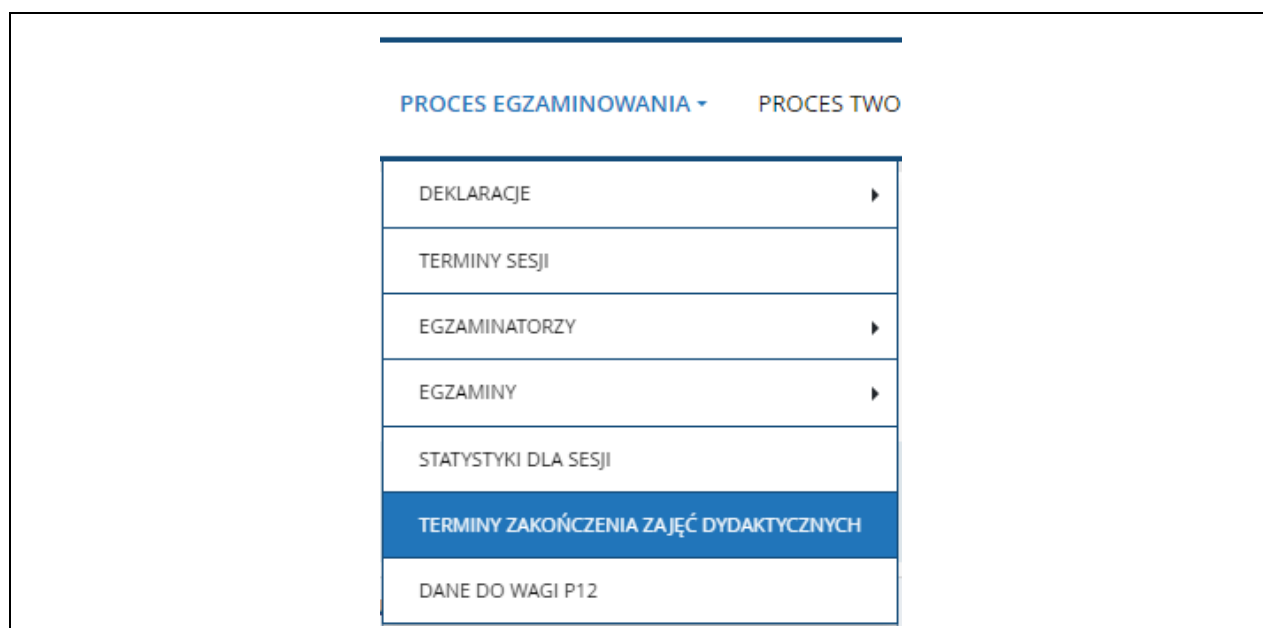 PROCES EGZAMINOWANIA PROCES TWO
DEKLARACJE
TERMINY SESJI
EGZAMINATORZY
EGZAMINY
STATYSTYKI DLA SESJI
TERMINY ZAKOŃCZENIA ZAJĘĆ DYDAKTYCZNYCH
DANE DO WAGI P12